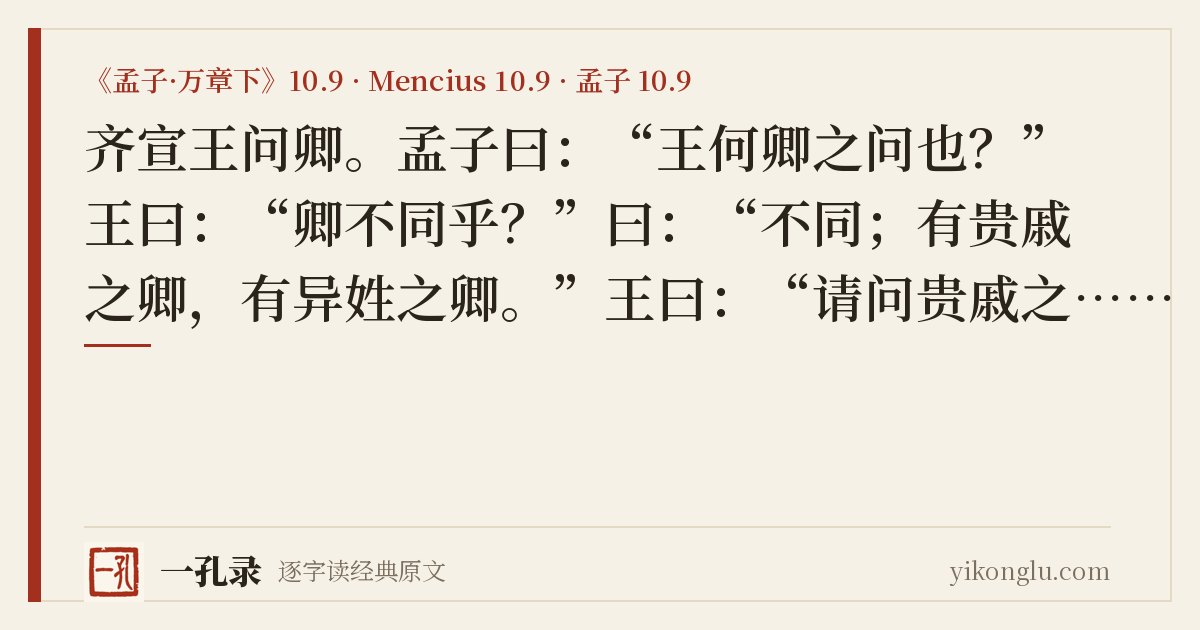 《孟子·万章下》10.9 · Mencius 10.9 · 孟子 10.9
齐宣王问卿。孟子曰：“王何卿之问也？”
王曰：“卿不同乎？”曰：“不同；有贵戚
之卿，有异姓之卿。”王曰：“请问贵戚之……
一孔
一孔录 逐字读经典原文 yikonglu.com